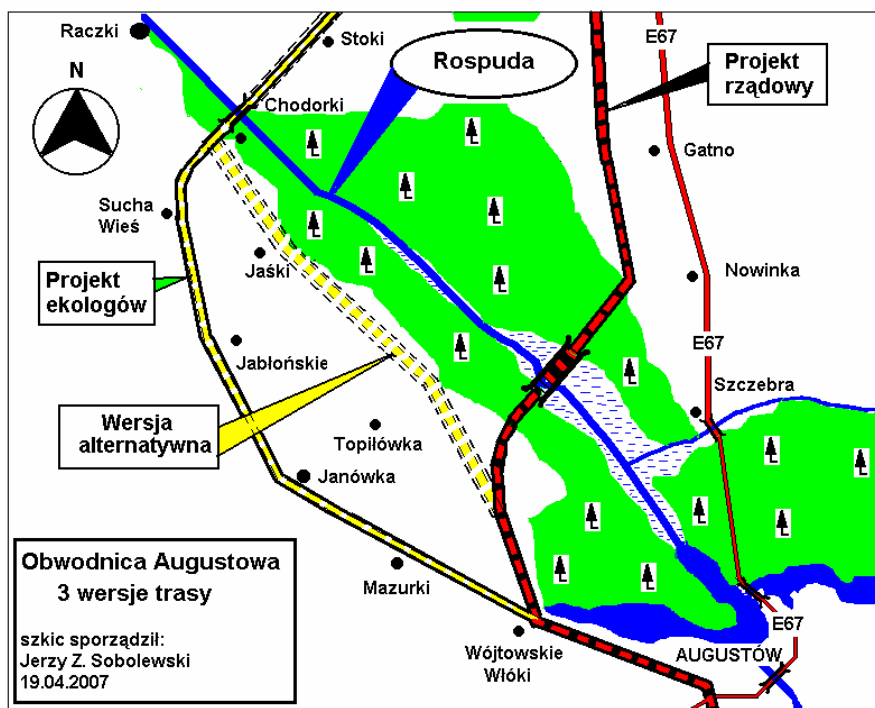 Raczki
Stoki
E67
Rospuda
Projekt
rządowy
N
Chodorki
Gatno
Sucha
Wieś
Jaśki
Nowinka
Projekt
ekologów
E67
Jabłońskie
Szczebra
Wersja
alternatywna
Topiłówka
Janówka
Obwodnica Augustowa
3 wersje trasy
szkic sporządził:
Jerzy Z. Sobolewski
19.04.2007
Mazurki
E67
Wójtowskie
Włóki
AUGUSTÓW